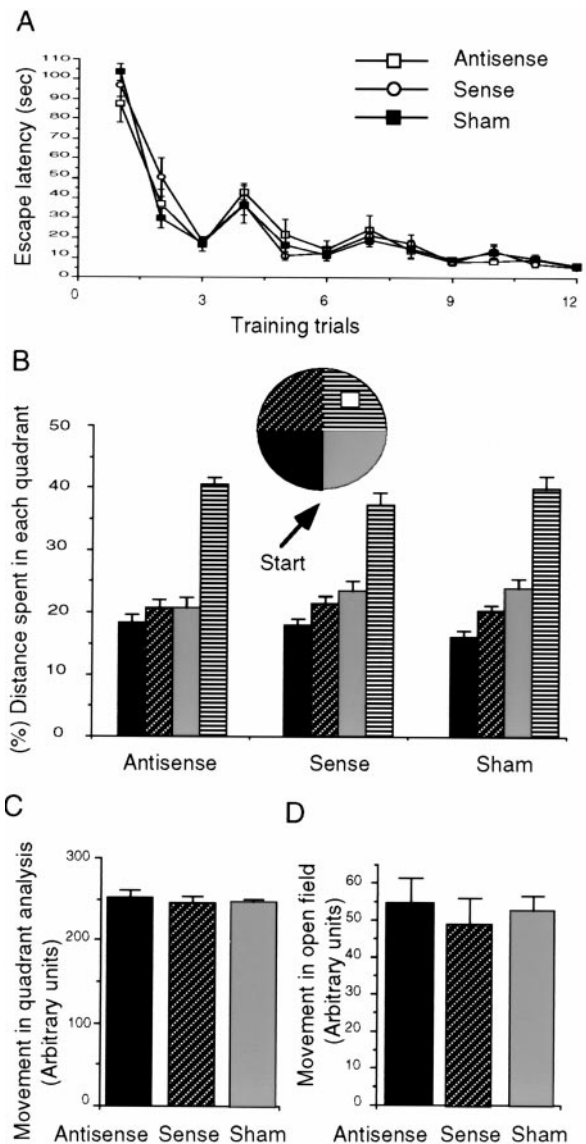 A
Escape latency (sec)
110
100
90
80
70
60
50
40
30
20
10
0
0
3
6
9
12
Training trials
Antisense
Sense
Sham
B
(%) Distance spent in each quadrant
50
40
30
20
10
0
Start
Antisense
Sense
Sham
C
Movement in quadrant analysis
(Arbitrary units)
300
200
100
0
Antisense
Sense
Sham
D
Movement in open field
(Arbitrary units)
60
50
40
30
20
10
0
Antisense
Sense
Sham